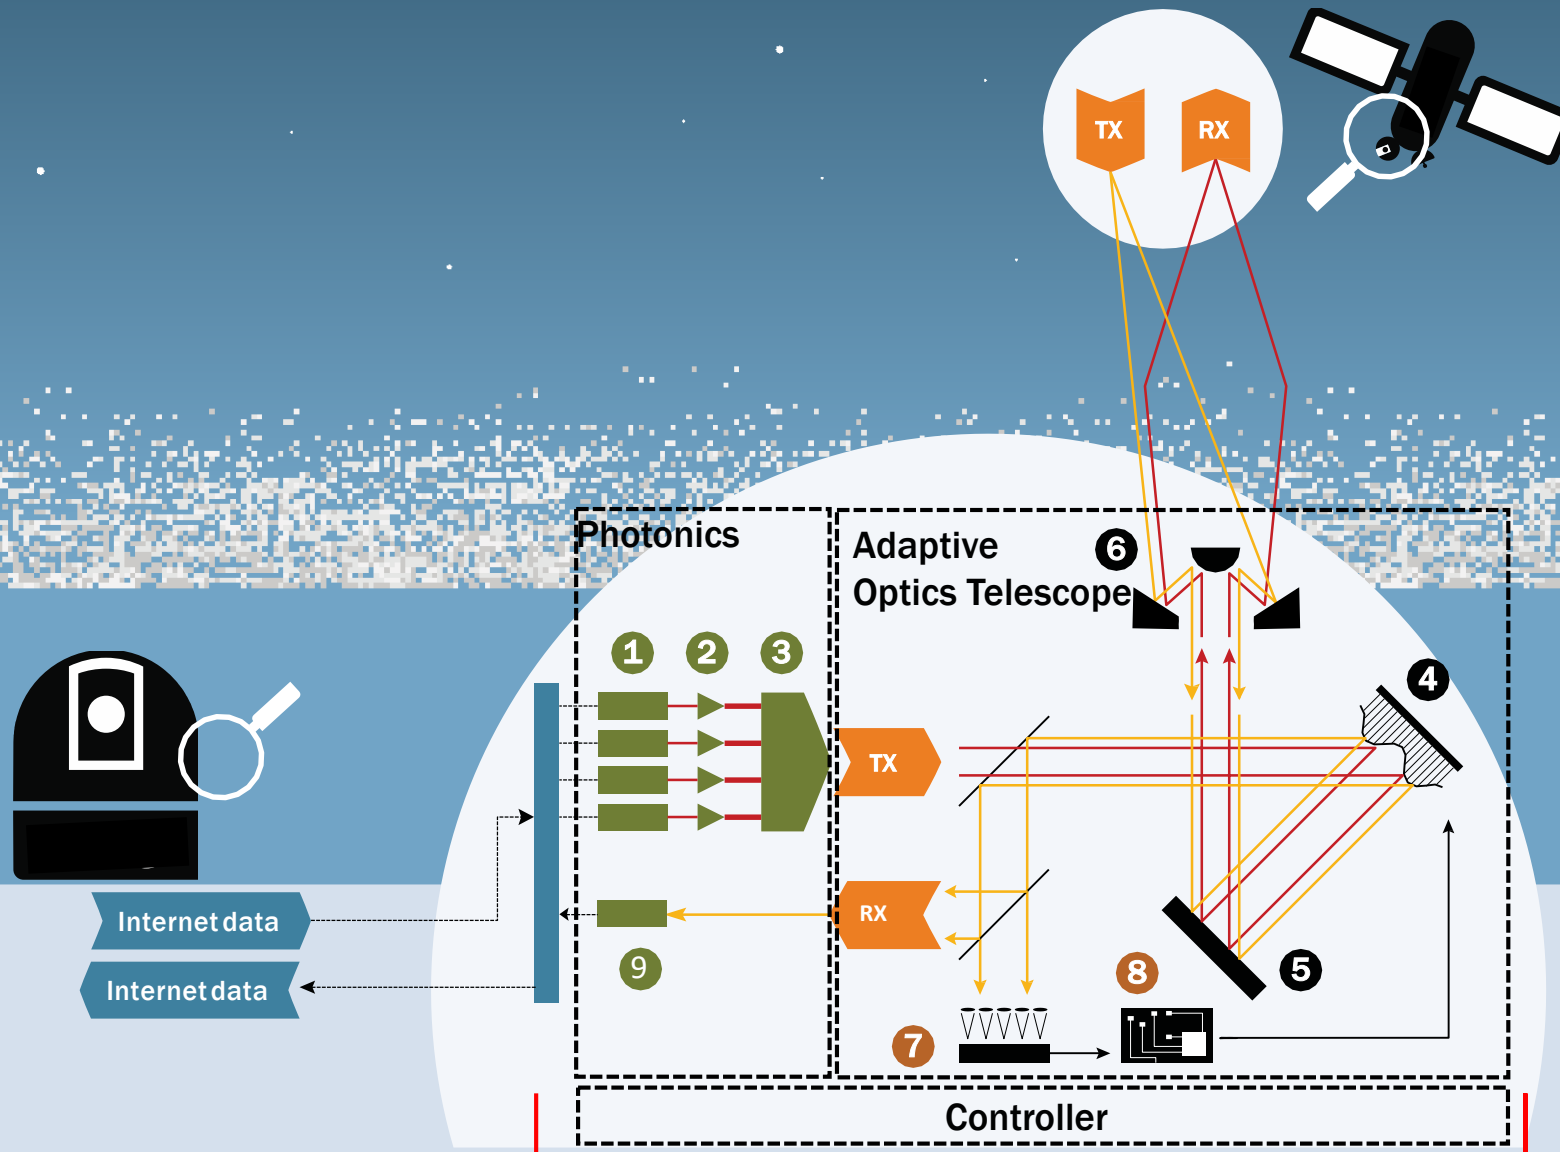 TX
RX
Photonics
Adaptive
Optics Telescope
6
1
2
3
4
TX
Internet data
RX
9
5
8
Internet data
7
Controller